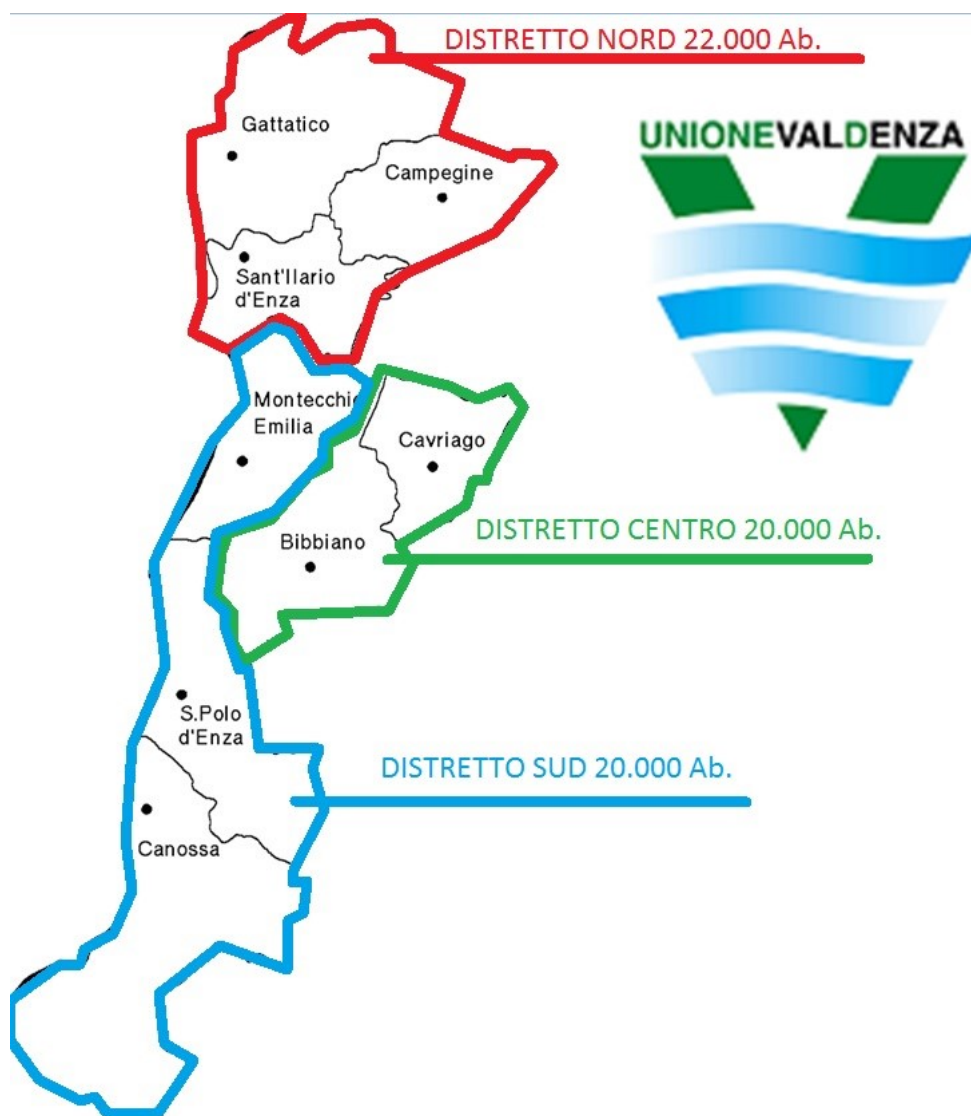 DISTRETTO NORD 22.000 Ab.
UNIONEVALDENZA
Gattatico
Campegine
Sant'Ilario
d'Enza
Montecchio
Emilia
Cavriago
DISTRETTO CENTRO 20.000 Ab.
Bibbiano
S.Polo
d'Enza
DISTRETTO SUD 20.000 Ab.
Canossa